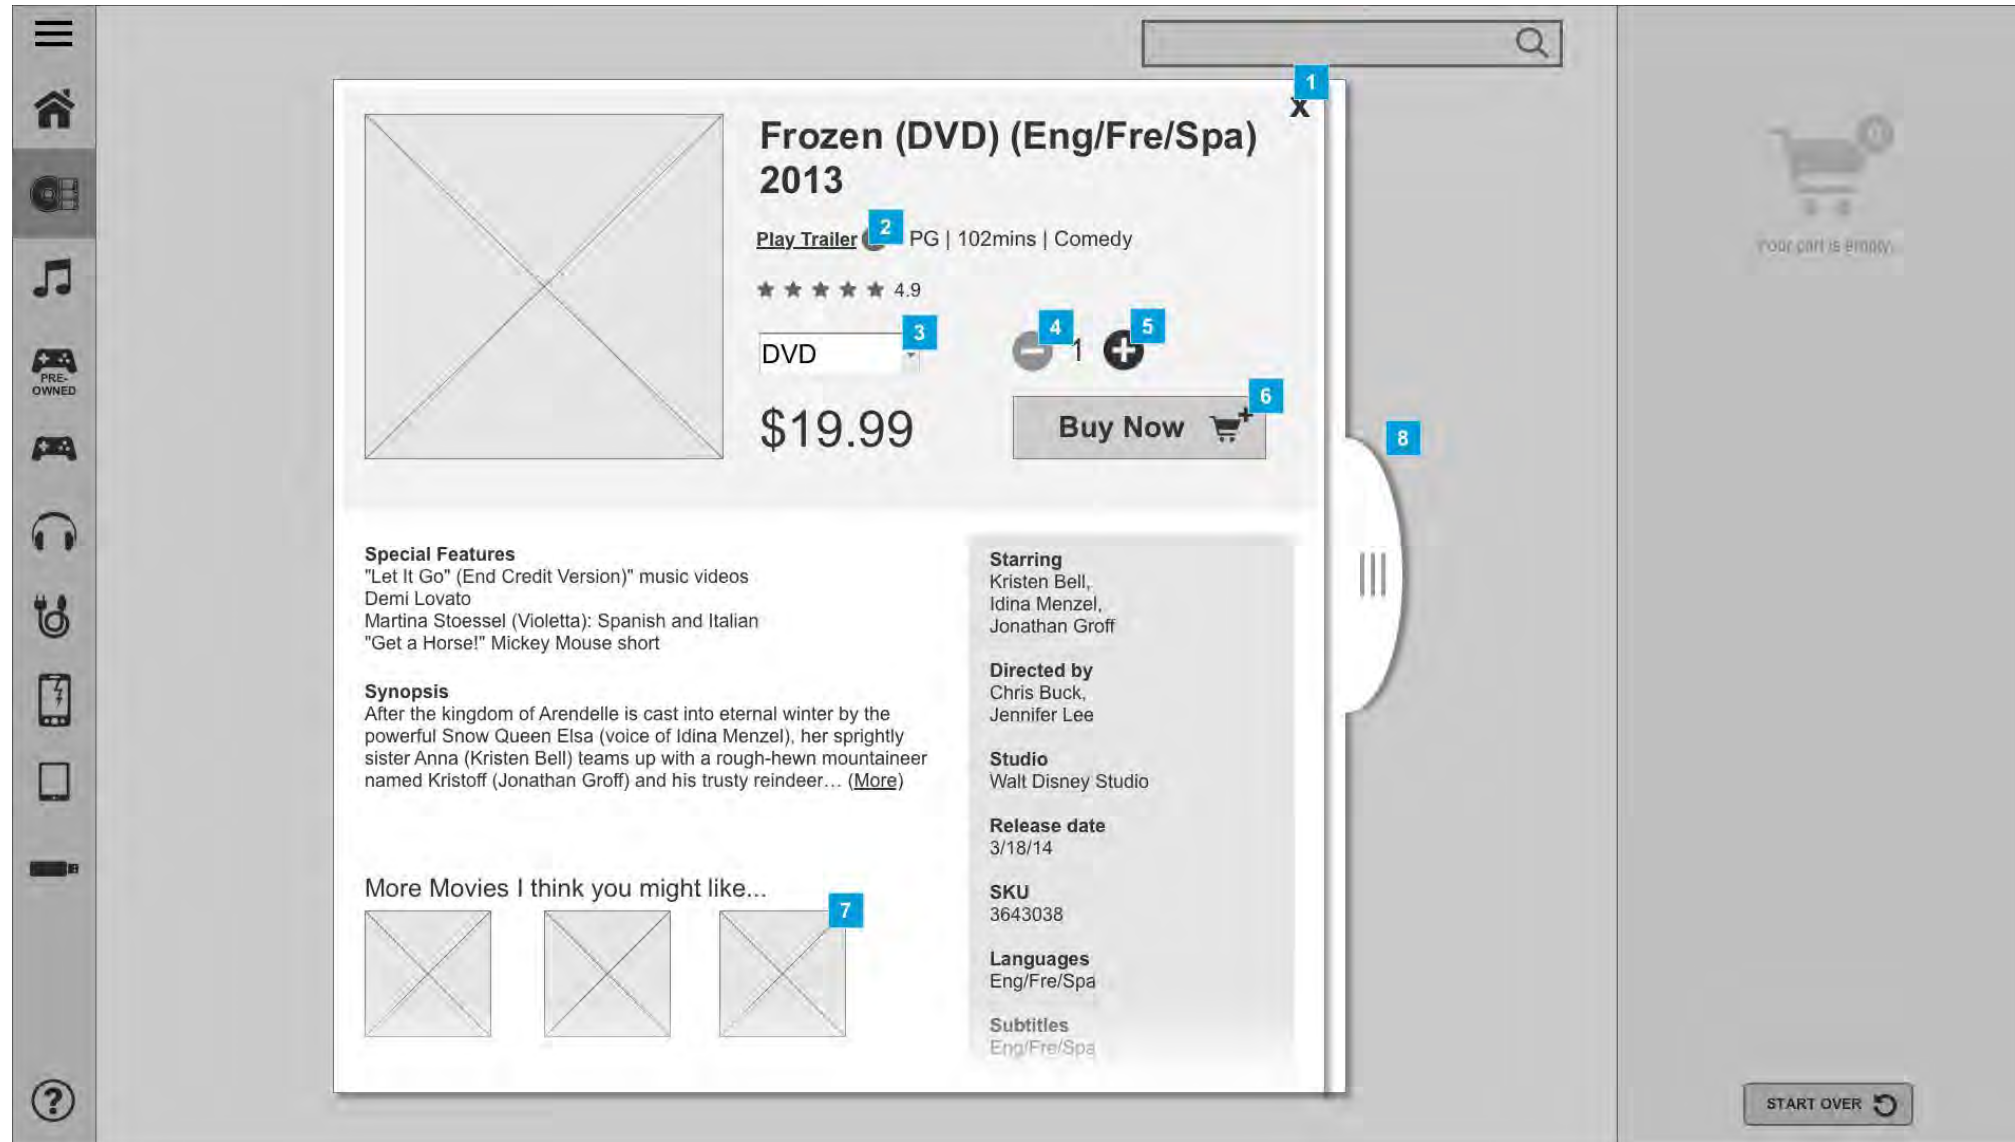 1
x
Frozen (DVD) (Eng/Fre/Spa)
2013
2
Play Trailer PG | 102mins | Comedy
4.9
3
4
5
DVD
1
6
$19.99
Buy Now
8
PRE-
OWNED
Your cart is empty.
Special Features
"Let It Go" (End Credit Version)" music videos
Demi Lovato
Martina Stoessel (Violetta): Spanish and Italian
"Get a Horse!" Mickey Mouse short
Synopsis
After the kingdom of Arendelle is cast into eternal winter by the
powerful Snow Queen Elsa (voice of Idina Menzel), her sprightly
sister Anna (Kristen Bell) teams up with a rough-hewn mountaineer
named Kristoff (Jonathan Groff) and his trusty reindeer… (More)
More Movies I think you might like...
7
Starring
Kristen Bell,
Idina Menzel,
Jonathan Groff
Directed by
Chris Buck,
Jennifer Lee
Studio
Walt Disney Studio
Release date
3/18/14
SKU
3643038
Languages
Eng/Fre/Spa
Subtitles
Eng/Fre/Spa
?
START OVER